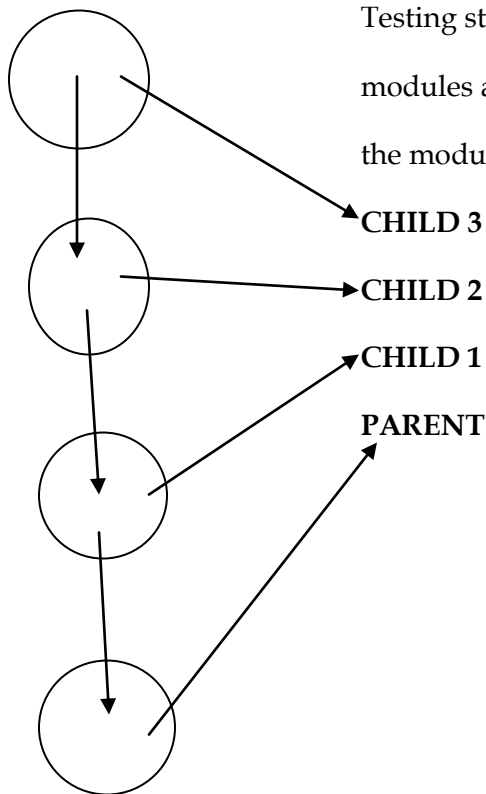 Testing st
modules a
the modu
CHILD 3
CHILD 2
CHILD 1
PARENT